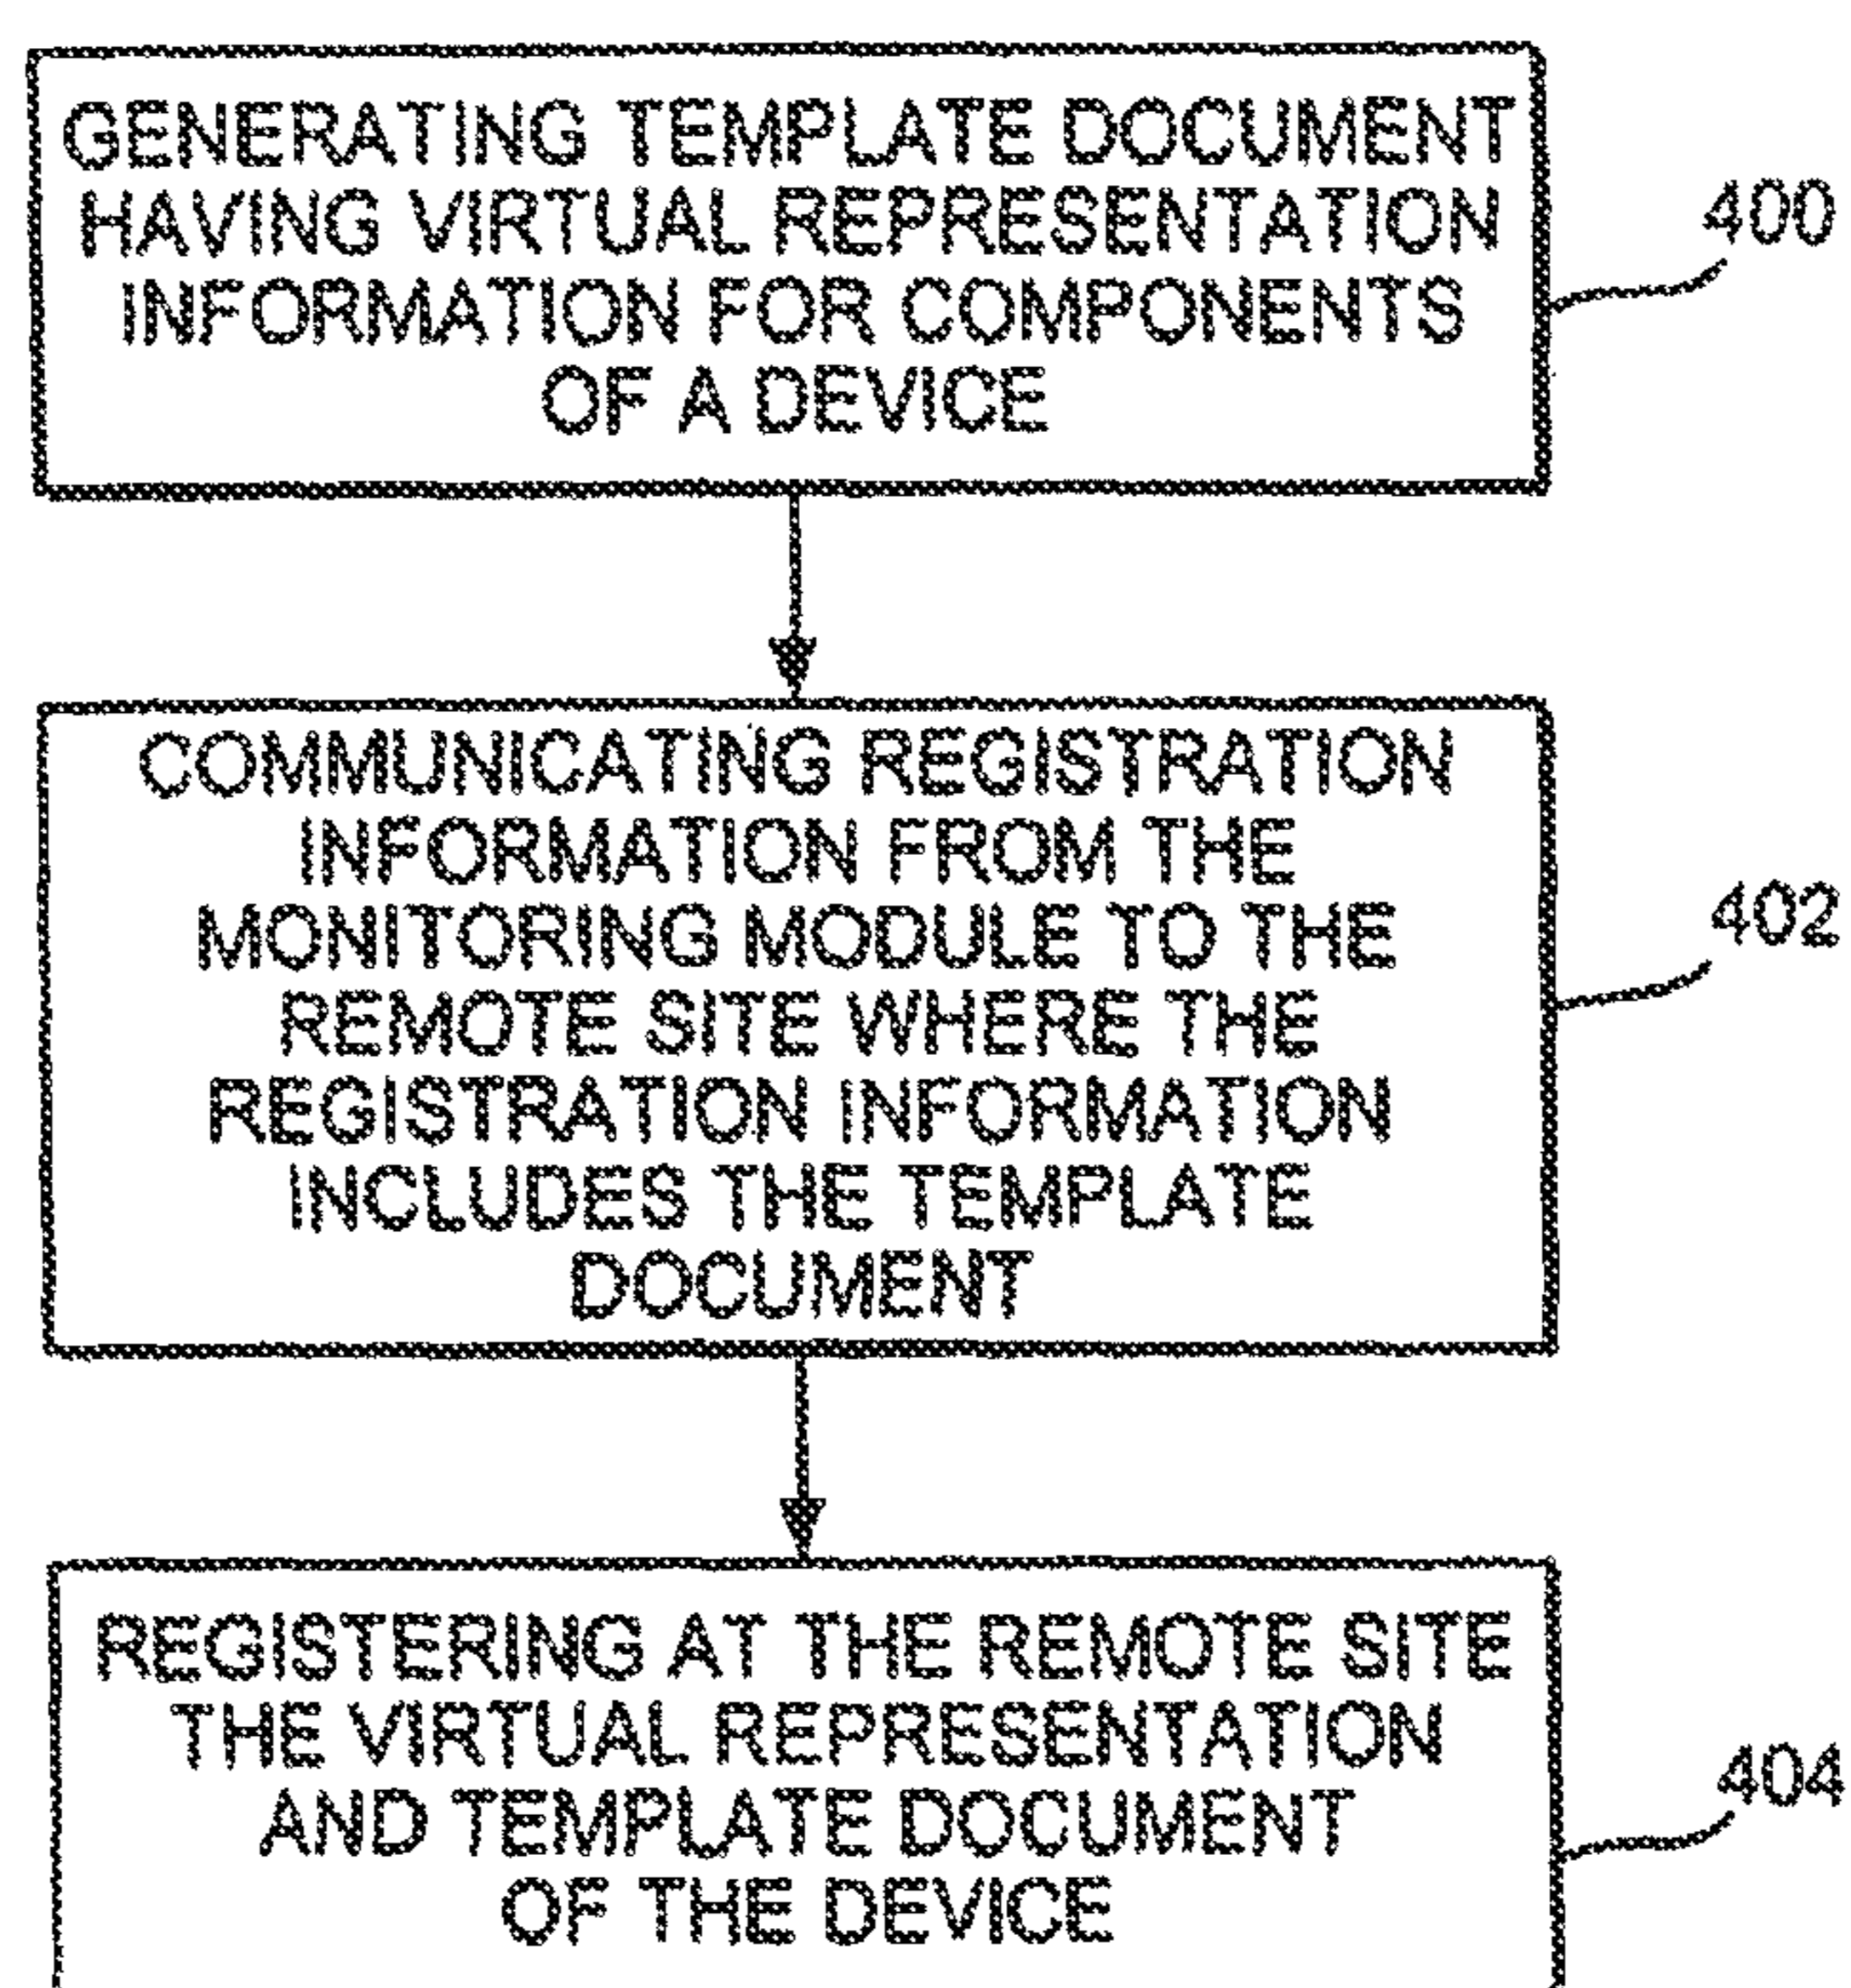 GENERATING TEMPLATE DOCUMENT
HAVING VIRTUAL REPRESENTATION
INFORMATION FOR COMPONENTS
OF A DEVICE
400
COMMUNICATING REGISTRATION
INFORMATION FROM THE
MONITORING MODULE TO THE
REMOTE SITE WHERE THE
REGISTRATION INFORMATION
INCLUDES THE TEMPLATE
DOCUMENT
402
REGISTERING AT THE REMOTE SITE
THE VIRTUAL REPRESENTATION
AND TEMPLATE DOCUMENT
OF THE DEVICE
404